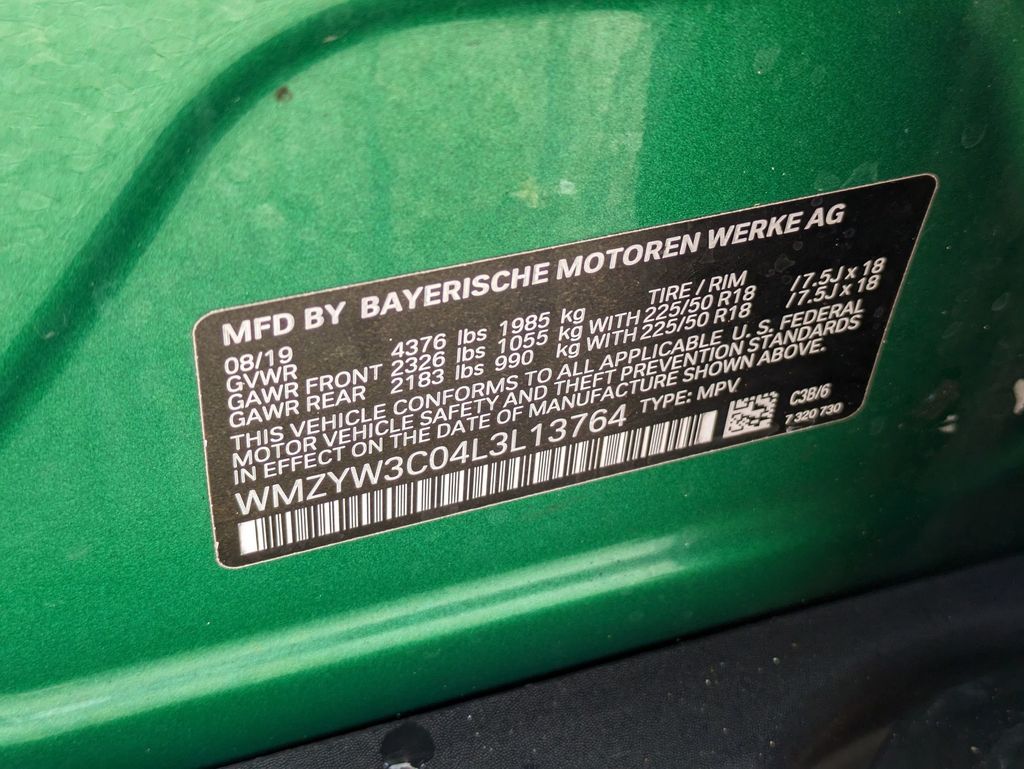 MFD BY BAYERISCHE MOTOREN WERKE AG
08/19 TIRE / RIM
GVWR 4376 lbs 1985 kg
GAWR FRONT 2326 lbs 1055 kg WITH 225/50 R18 /7.5J x 18
GAWR REAR 2183 lbs 990 kg WITH 225/50 R18 /7.5J x 18
THIS VEHICLE CONFORMS TO ALL APPLICABLE U.S. FEDERAL
MOTOR VEHICLE SAFETY AND THEFT PREVENTION STANDARDS
IN EFFECT ON THE DATE OF MANUFACTURE SHOWN ABOVE.
WMZYW3C04L3L13764 TYPE: MPV C3B/6
7 320 730